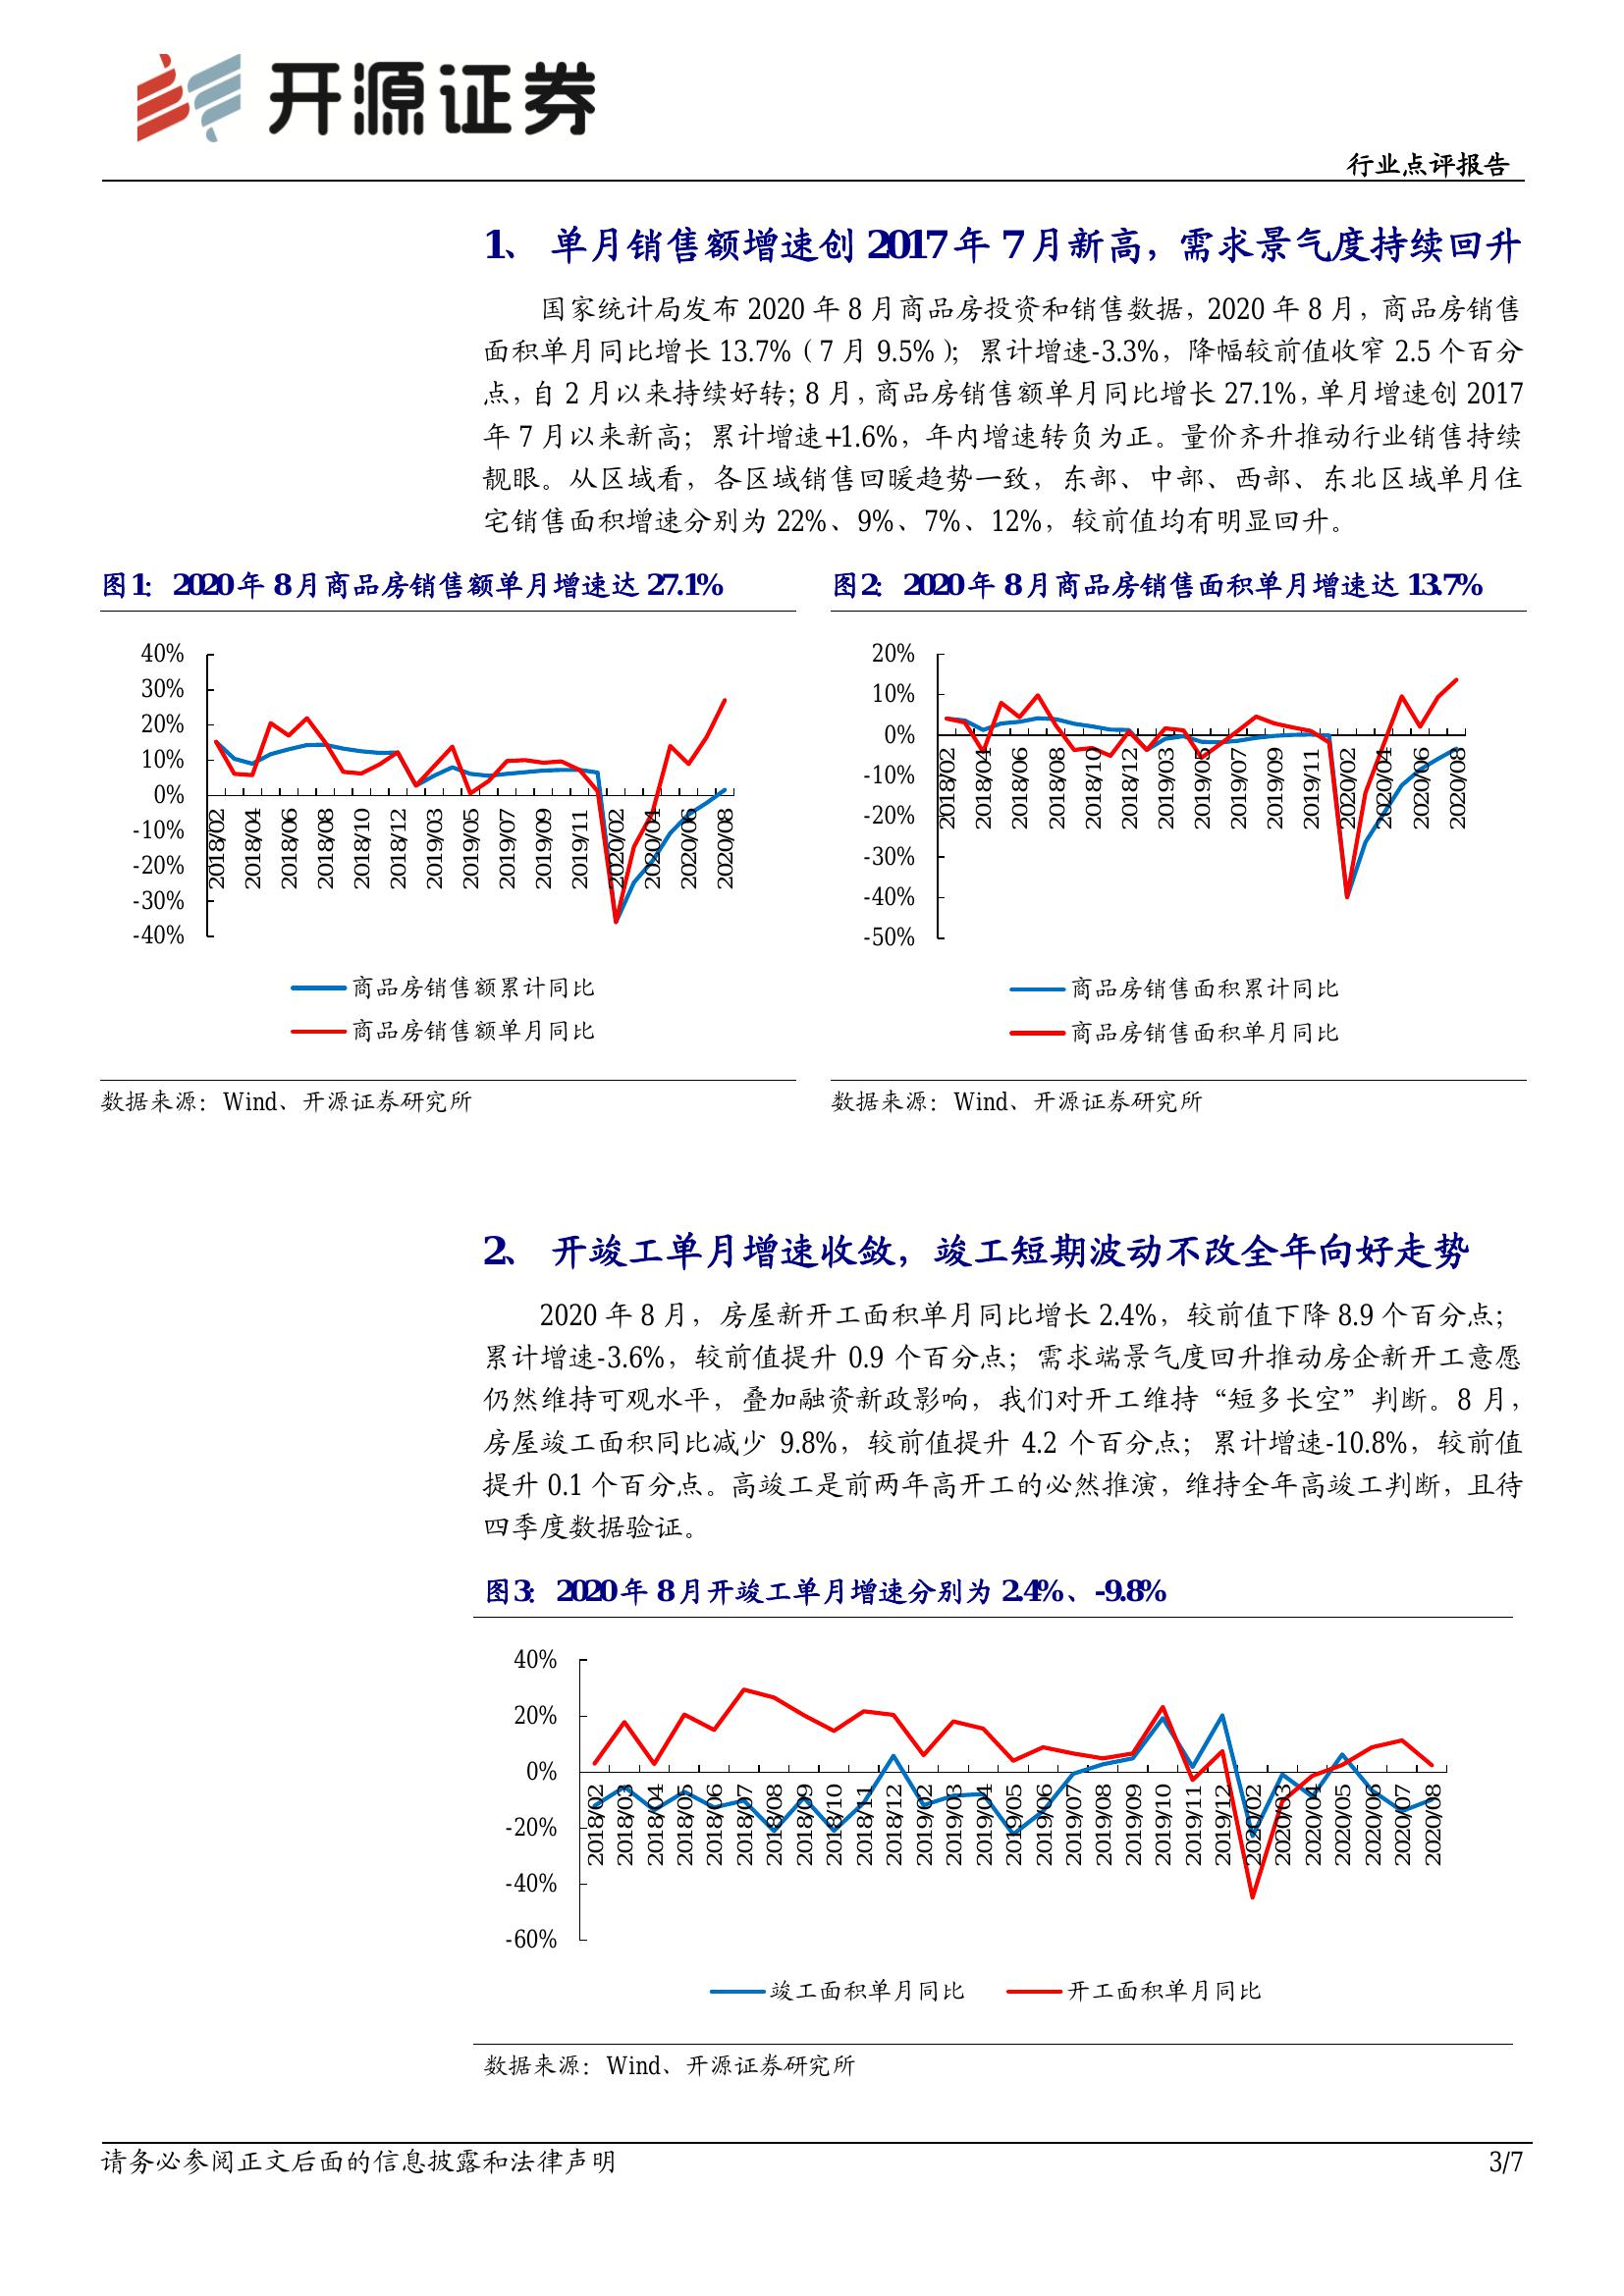 开源证券
行业点评报告
1、 单月销售额增速创 2017 年 7 月新高，需求景气度持续回升
国家统计局发布 2020 年 8 月商品房投资和销售数据，2020 年 8 月，商品房销售
面积单月同比增长 13.7%（7 月 9.5%）；累计增速-3.3%，降幅较前值收窄 2.5 个百分
点，自 2 月以来持续好转；8 月，商品房销售额单月同比增长 27.1%，单月增速创 2017
年 7 月以来新高；累计增速+1.6%，年内增速转负为正。量价齐升推动行业销售持续
靓眼。从区域看，各区域销售回暖趋势一致，东部、中部、西部、东北区域单月住
宅销售面积增速分别为 22%、9%、7%、12%，较前值均有明显回升。
图1：2020 年 8 月商品房销售额单月增速达 27.1%
40%
30%
20%
10%
0%
-10%
-20%
-30%
-40%
2018/02
2018/04
2018/06
2018/08
2018/10
2018/12
2019/03
2019/05
2019/07
2019/09
2019/11
2020/02
2020/04
2020/06
2020/08
商品房销售额累计同比
商品房销售额单月同比
数据来源：Wind、开源证券研究所
图2：2020 年 8 月商品房销售面积单月增速达 13.7%
20%
10%
0%
-10%
-20%
-30%
-40%
-50%
2018/02
2018/04
2018/06
2018/08
2018/10
2018/12
2019/03
2019/05
2019/07
2019/09
2019/11
2020/02
2020/04
2020/06
2020/08
商品房销售面积累计同比
商品房销售面积单月同比
数据来源：Wind、开源证券研究所
2、 开竣工单月增速收敛，竣工短期波动不改全年向好走势
2020 年 8 月，房屋新开工面积单月同比增长 2.4%，较前值下降 8.9 个百分点；
累计增速-3.6%，较前值提升 0.9 个百分点；需求端景气度回升推动房企新开工意愿
仍然维持可观水平，叠加融资新政影响，我们对开工维持“短多长空”判断。8 月，
房屋竣工面积同比减少 9.8%，较前值提升 4.2 个百分点；累计增速-10.8%，较前值
提升 0.1 个百分点。高竣工是前两年高开工的必然推演，维持全年高竣工判断，且待
四季度数据验证。
图3：2020 年 8 月开竣工单月增速分别为 2.4%、-9.8%
40%
20%
0%
-20%
-40%
-60%
2018/02
2018/03
2018/04
2018/05
2018/06
2018/07
2018/08
2018/09
2018/10
2018/11
2018/12
2019/02
2019/03
2019/04
2019/05
2019/06
2019/07
2019/08
2019/09
2019/10
2019/11
2019/12
2020/02
2020/03
2020/04
2020/05
2020/06
2020/07
2020/08
竣工面积单月同比
开工面积单月同比
数据来源：Wind、开源证券研究所
请务必参阅正文后面的信息披露和法律声明
3/7